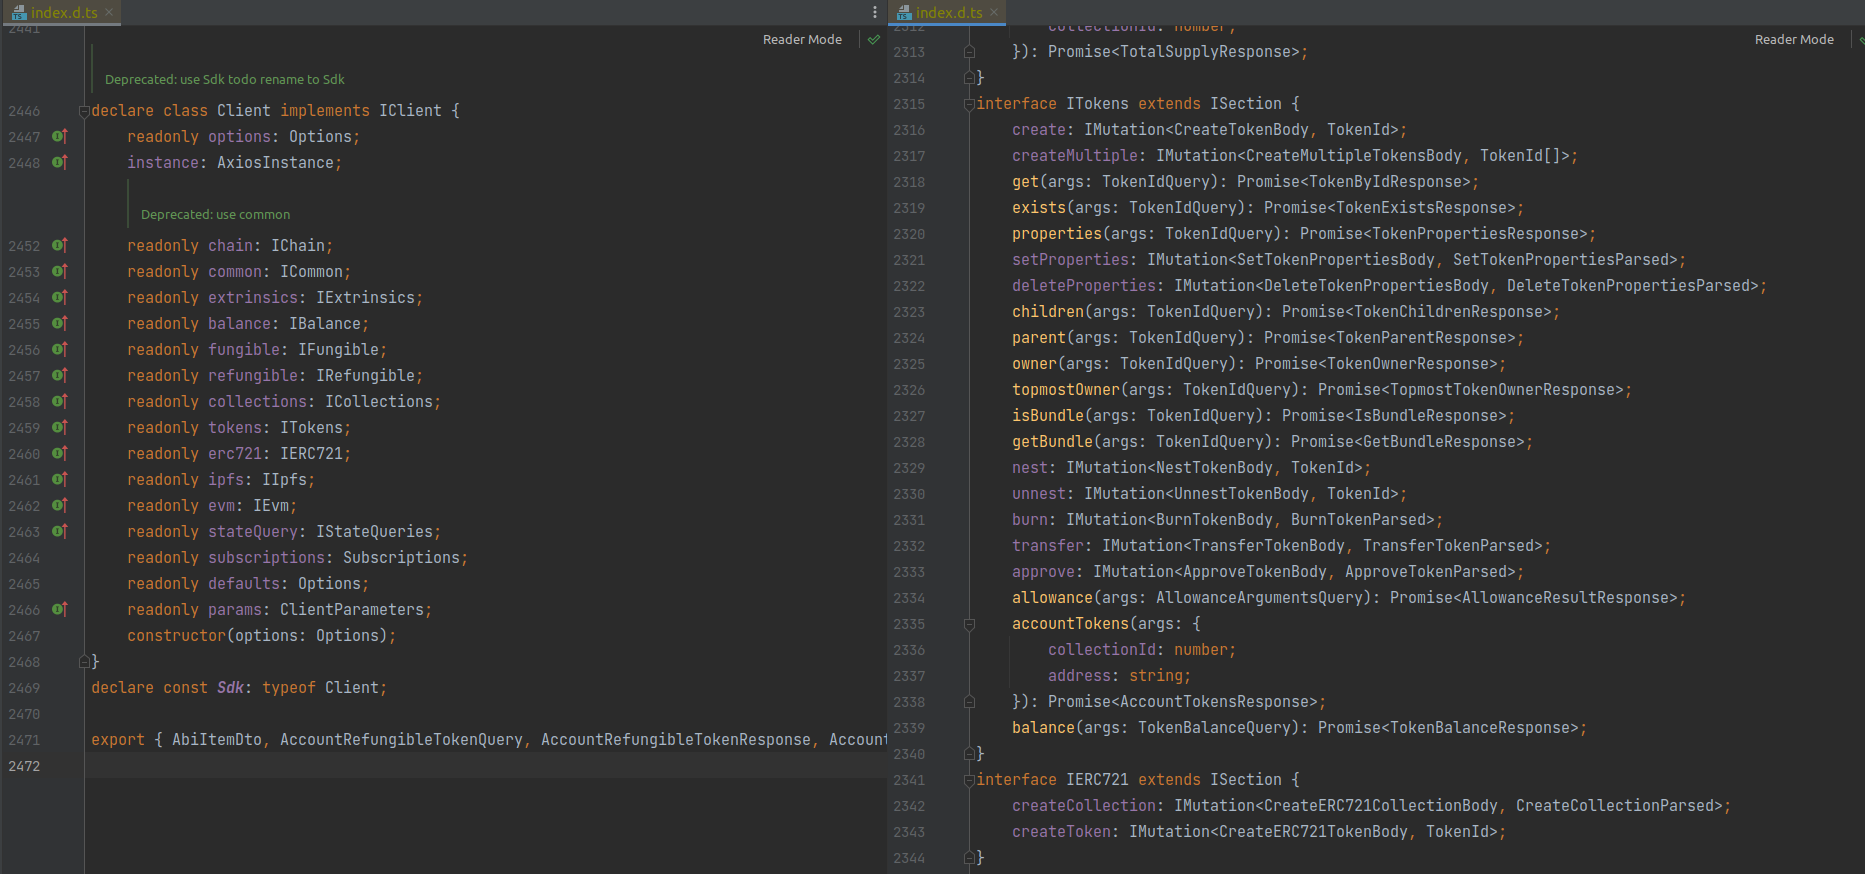 index.d.ts
2441
Reader Mode
Deprecated: use Sdk todo rename to Sdk
2446 declare class Client implements IClient {
2447 readonly options: Options;
2448 instance: AxiosInstance;
Deprecated: use common
2452 readonly chain: IChain;
2453 readonly common: ICommon;
2454 readonly extrinsics: IExtrinsics;
2455 readonly balance: IBalance;
2456 readonly fungible: IFungible;
2457 readonly refungible: IRefungible;
2458 readonly collections: ICollections;
2459 readonly tokens: ITokens;
2460 readonly erc721: IERC721;
2461 readonly ipfs: IIpfs;
2462 readonly evm: IEvm;
2463 readonly stateQuery: IStateQueries;
2464 readonly subscriptions: Subscriptions;
2465 readonly defaults: Options;
2466 readonly params: ClientParameters;
2467 constructor(options: Options);
2468 }
2469 declare const Sdk: typeof Client;
2470
2471 export { AbiItemDto, AccountRefungibleTokenQuery, AccountRefungibleTokenResponse, Account
2472
index.d.ts
2312 collectionId: number;
Reader Mode
2313 }): Promise<TotalSupplyResponse>;
2314 }
2315 interface ITokens extends ISection {
2316 create: IMutation<CreateTokenBody, TokenId>;
2317 createMultiple: IMutation<CreateMultipleTokensBody, TokenId[]>;
2318 get(args: TokenIdQuery): Promise<TokenByIdResponse>;
2319 exists(args: TokenIdQuery): Promise<TokenExistsResponse>;
2320 properties(args: TokenIdQuery): Promise<TokenPropertiesResponse>;
2321 setProperties: IMutation<SetTokenPropertiesBody, SetTokenPropertiesParsed>;
2322 deleteProperties: IMutation<DeleteTokenPropertiesBody, DeleteTokenPropertiesParsed>;
2323 children(args: TokenIdQuery): Promise<TokenChildrenResponse>;
2324 parent(args: TokenIdQuery): Promise<TokenParentResponse>;
2325 owner(args: TokenIdQuery): Promise<TokenOwnerResponse>;
2326 topmostOwner(args: TokenIdQuery): Promise<TopmostTokenOwnerResponse>;
2327 isBundle(args: TokenIdQuery): Promise<IsBundleResponse>;
2328 getBundle(args: TokenIdQuery): Promise<GetBundleResponse>;
2329 nest: IMutation<NestTokenBody, TokenId>;
2330 unnest: IMutation<UnnestTokenBody, TokenId>;
2331 burn: IMutation<BurnTokenBody, BurnTokenParsed>;
2332 transfer: IMutation<TransferTokenBody, TransferTokenParsed>;
2333 approve: IMutation<ApproveTokenBody, ApproveTokenParsed>;
2334 allowance(args: AllowanceArgumentsQuery): Promise<AllowanceResultResponse>;
2335 accountTokens(args: {
2336 collectionId: number;
2337 address: string;
2338 }): Promise<AccountTokensResponse>;
2339 balance(args: TokenBalanceQuery): Promise<TokenBalanceResponse>;
2340 }
2341 interface IERC721 extends ISection {
2342 createCollection: IMutation<CreateERC721CollectionBody, CreateCollectionParsed>;
2343 createToken: IMutation<CreateERC721TokenBody, TokenId>;
2344 }